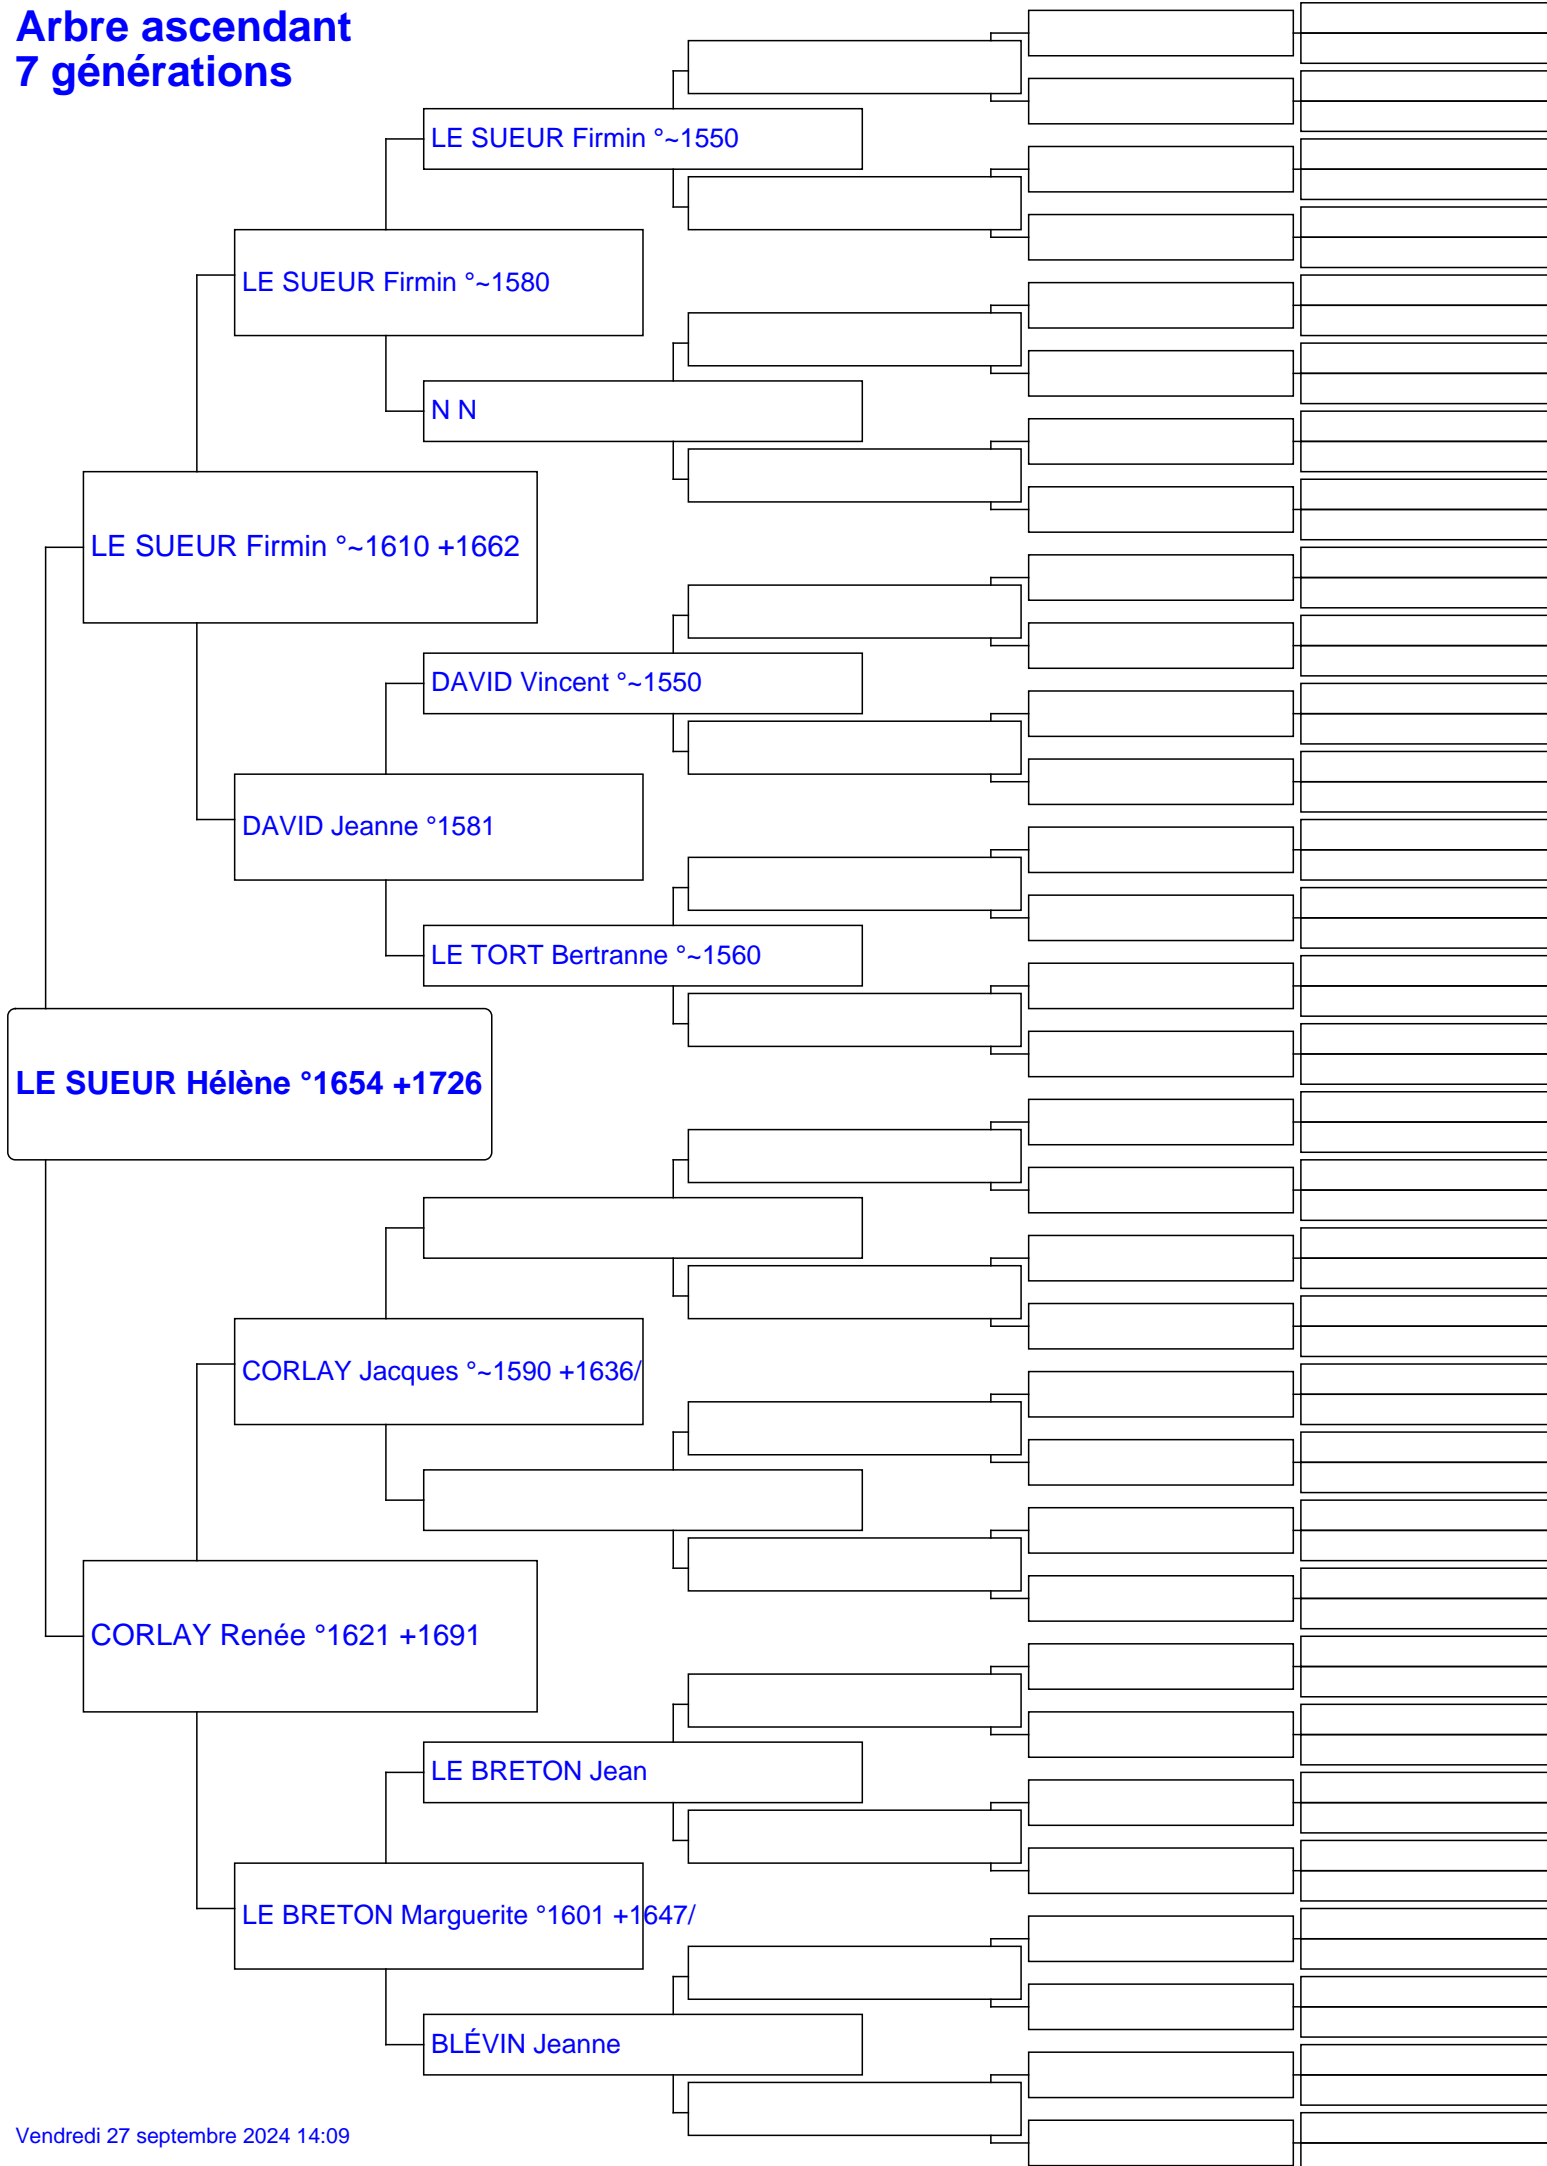 Arbre ascendant
7 générations
LE SUEUR Firmin °~1550
LE SUEUR Firmin °~1580
N N
LE SUEUR Firmin °~1610 +1662
DAVID Vincent °~1550
DAVID Jeanne °1581
LE TORT Bertranne °~1560
LE SUEUR Hélène °1654 +1726
CORLAY Jacques °~1590 +1636/
CORLAY Renée °1621 +1691
LE BRETON Jean
LE BRETON Marguerite °1601 +1647/
BLÉVIN Jeanne
Vendredi 27 septembre 2024 14:09